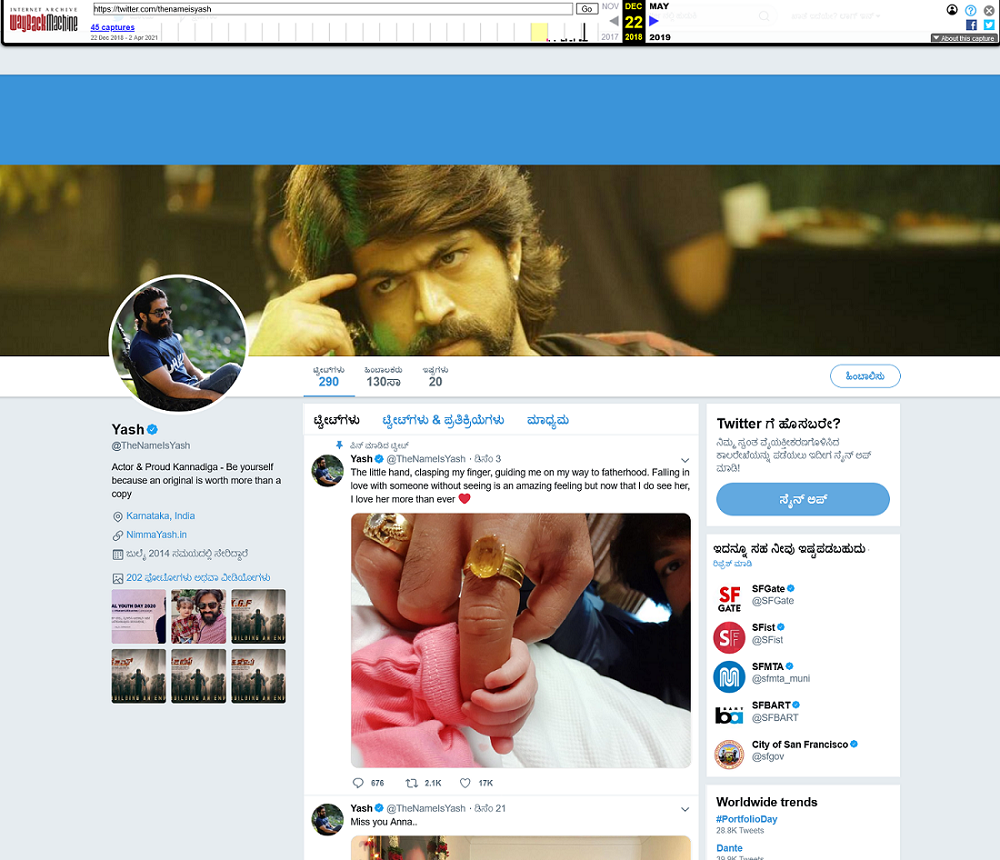 INTERNET ARCHIVE
WayBackMachine
https://twitter.com/thenameisyash
Go
NOV
DEC
MAY
45 captures
22
22 Dec 2018 - 2 Apr 2021
2017
2018
2019
About this capture
ಟ್ವೀಟ್‌ಗಳು
290
ಹಿಂಬಾಲಕರು
130ಸಾ
ಇಷ್ಟಗಳು
20
ಹಿಂಬಾಲಿಸು
Yash
@TheNameIsYash
Actor & Proud Kannadiga - Be yourself
because an original is worth more than a
copy
Karnataka, India
NimmaYash.in
ಜುಲೈ 2014 ಸಮಯದಲ್ಲಿ ಸೇರಿದ್ದಾರೆ
202 ಫೋಟೋಗಳು ಅಥವಾ ವೀಡಿಯೋಗಳು
ಟ್ವೀಟ್‌ಗಳು
ಟ್ವೀಟ್‌ಗಳು & ಪ್ರತಿಕ್ರಿಯೆಗಳು
ಮಾಧ್ಯಮ
ಪಿನ್ ಮಾಡಿದ ಟ್ವೀಟ್
Yash @TheNameIsYash · ಡಿಸೆಂ 3
The little hand, clasping my finger, guiding me on my way to fatherhood. Falling in
love with someone without seeing is an amazing feeling but now that I do see her,
I love her more than ever ❤️
676
2.1K
17K
Yash @TheNameIsYash · ಡಿಸೆಂ 21
Miss you Anna..
Twitter ಗೆ ಹೊಸಬರೇ?
ನಿಮ್ಮ ಸ್ವಂತ ವೈಯಕ್ತೀಕರಣಗೊಳಿಸಿದ
ಕಾಲರೇಖೆಯನ್ನು ಪಡೆಯಲು ಇದೀಗ ಸೈನ್ ಅಪ್
ಮಾಡಿ!
ಸೈನ್ ಅಪ್
ಇದನ್ನೂ ಸಹ ನೀವು ಇಷ್ಟಪಡಬಹುದು ·
ರಿಫ್ರೆಶ್ ಮಾಡಿ
SFGate
@SFGate
SFist
@SFist
SFMTA
@sfmta_muni
SFBART
@SFBART
City of San Francisco
@sfgov
Worldwide trends
#PortfolioDay
28.8K Tweets
Dante